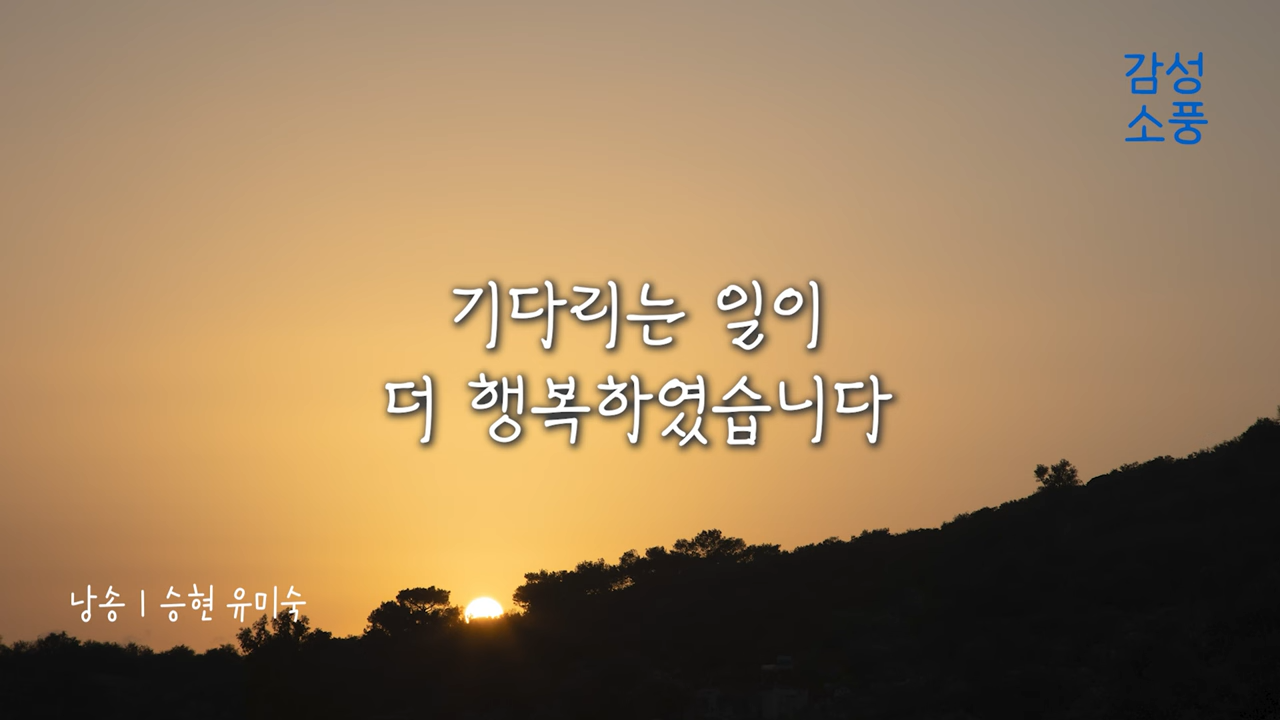 감성
소풍
기다리는 일이
더 행복하였습니다
낭송 | 승현 유미숙